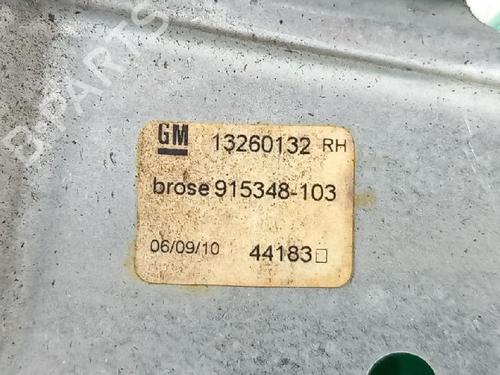 B-PARTS
GM 13260132 RH
brose 915348-103
06/09/10 44183□